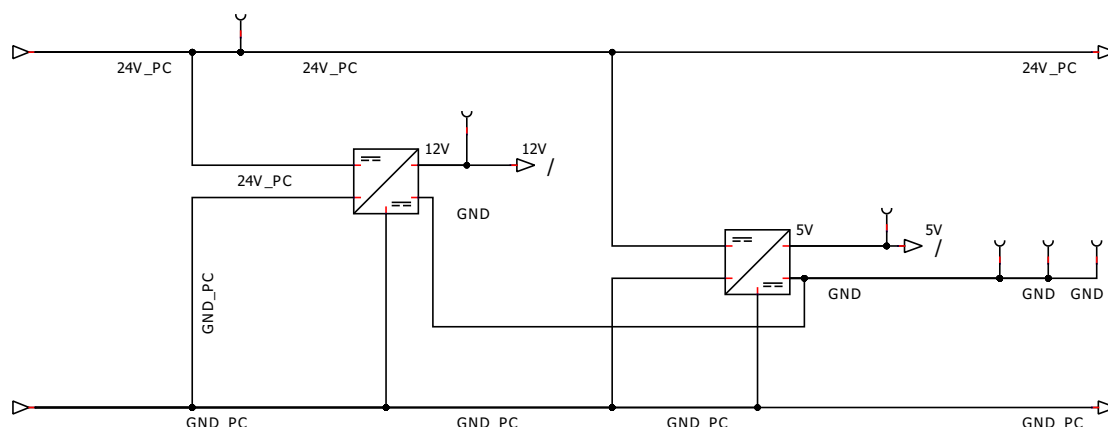 24V_PC 24V_PC 24V_PC
12V 12V
/
24V_PC
GND
5V 5V
/
GND_PC
GND GND GND
GND_PC GND_PC GND_PC GND_PC